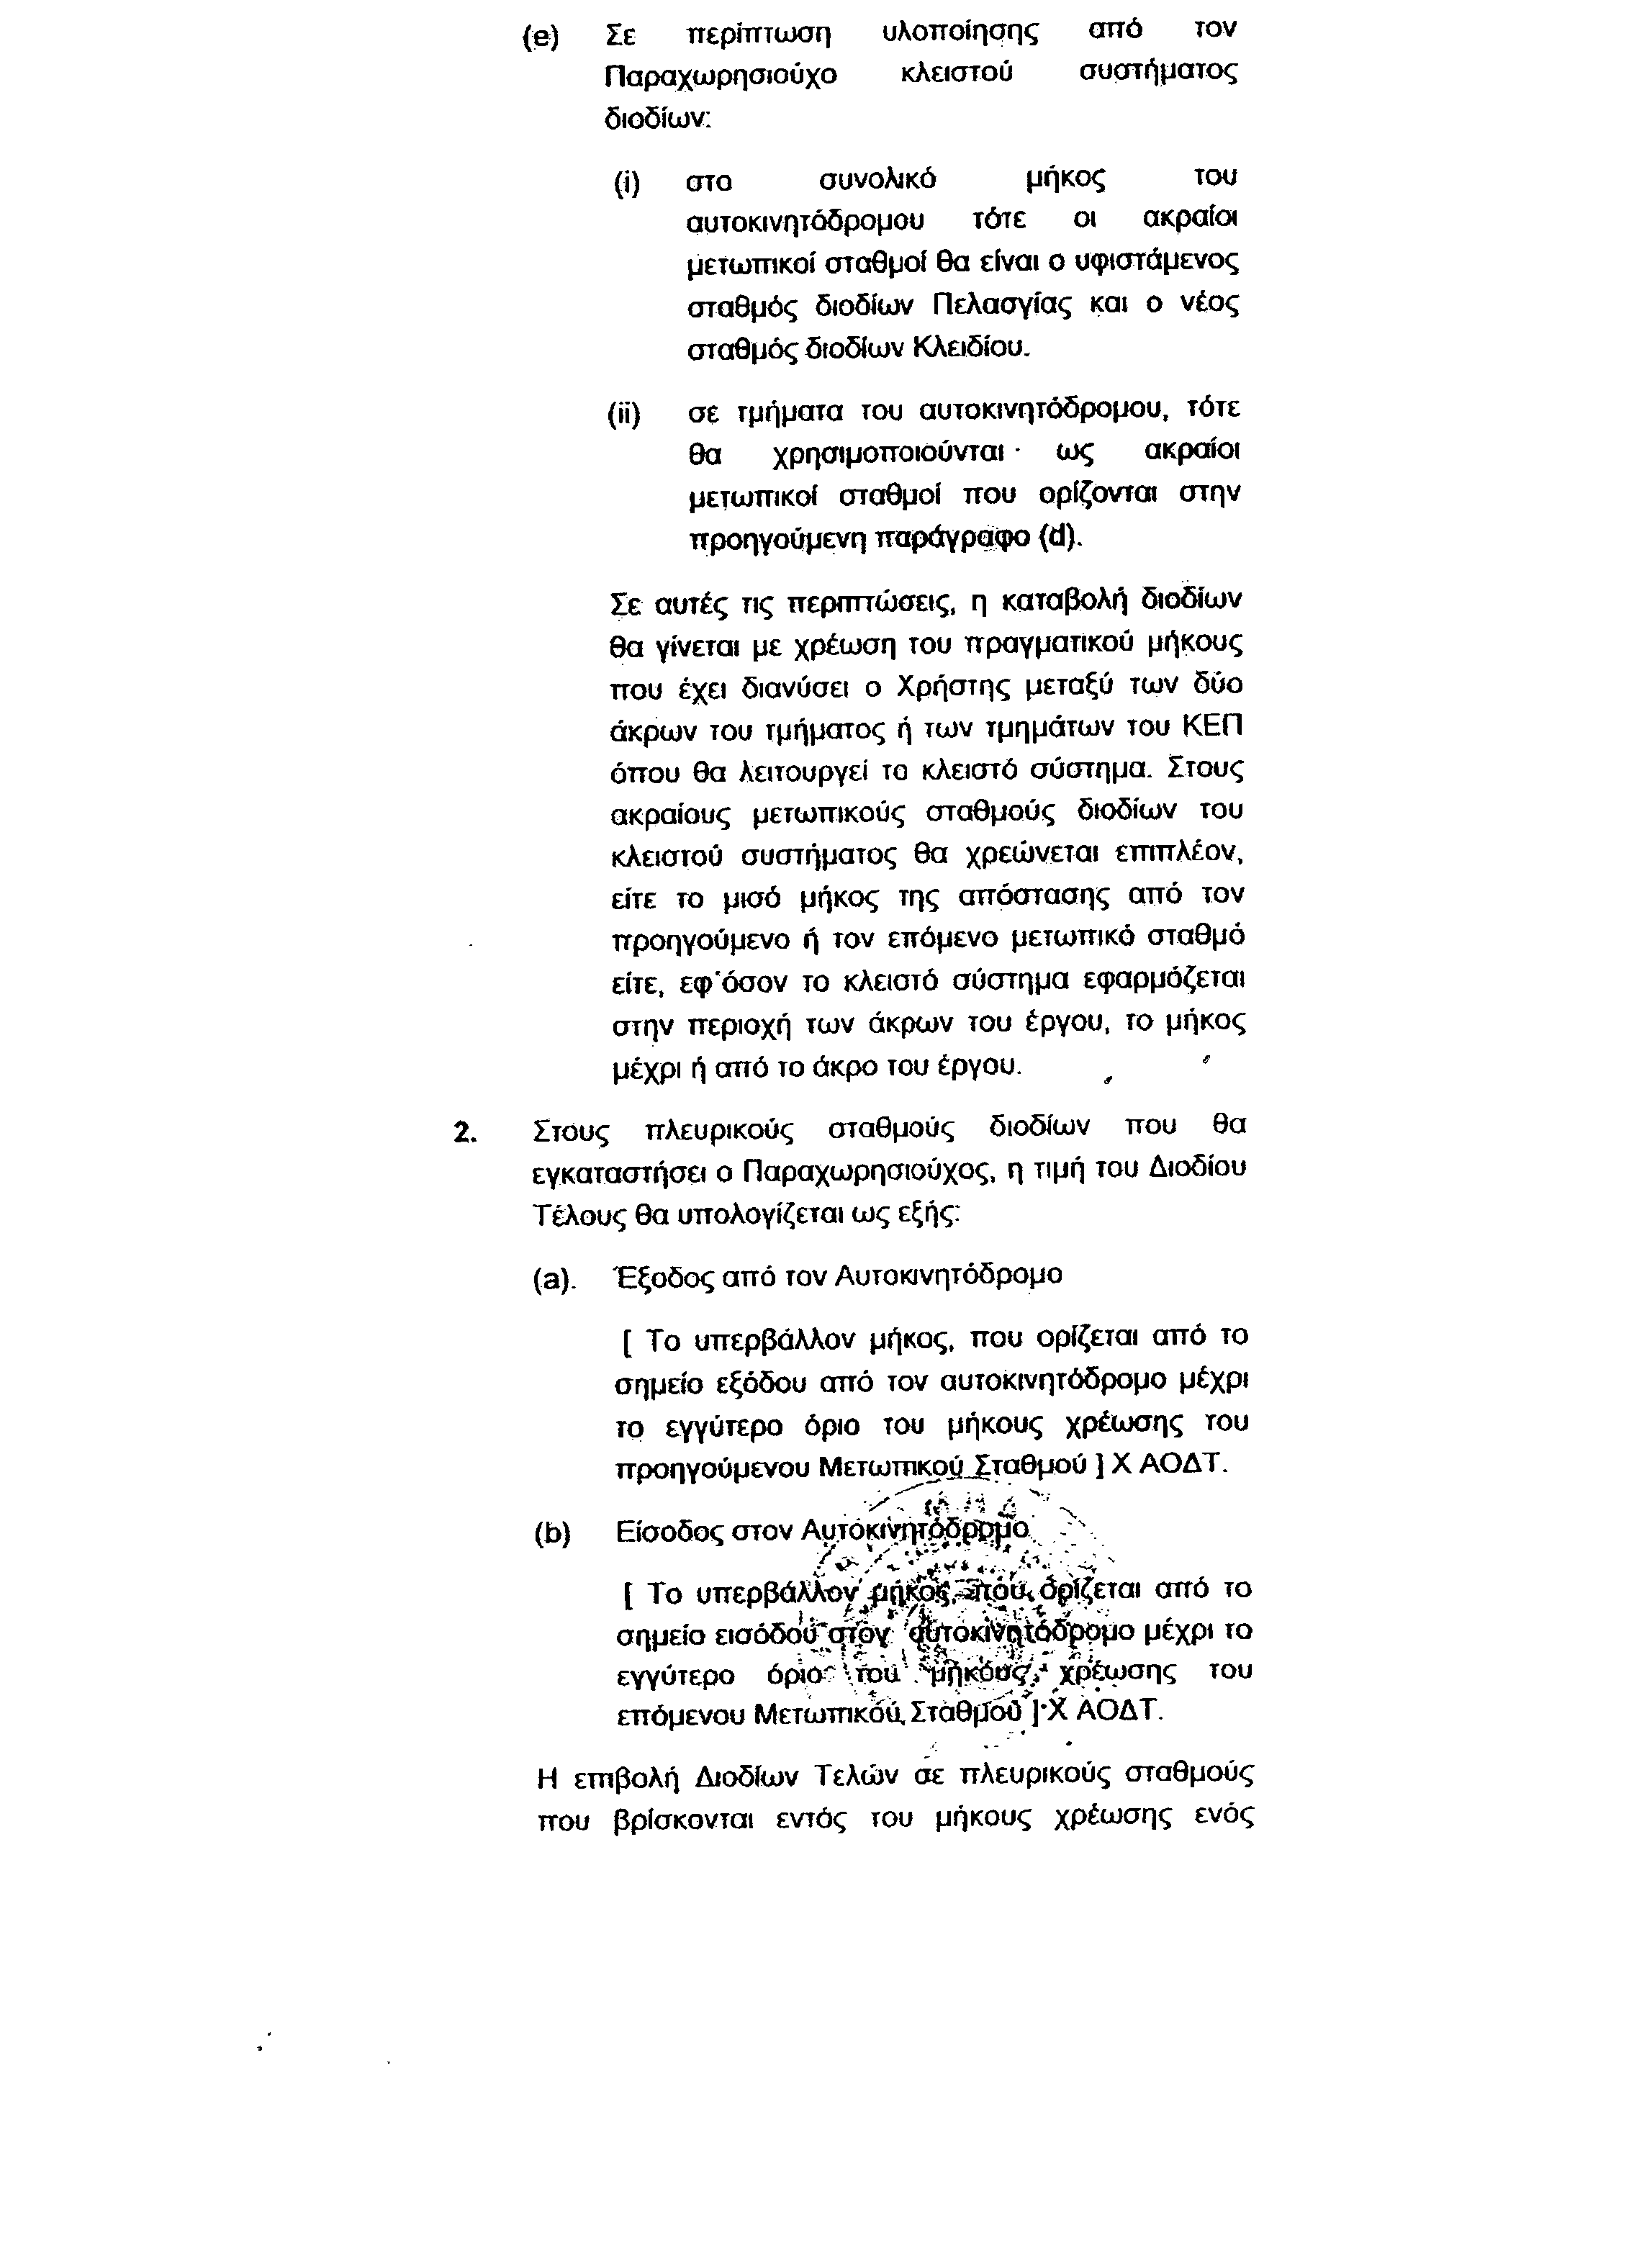 (e) Σε περίπτωση υλοποίησης από τον
Παραχωρησιούχο κλειστού συστήματος
διοδίων:
(i) στο συνολικό μήκος του
αυτοκινητόδρομου τότε οι ακραίοι
μετωπικοί σταθμοί θα είναι ο υφιστάμενος
σταθμός διοδίων Πελασγίας και ο νέος
σταθμός διοδίων Κλειδίου.
(ii) σε τμήματα του αυτοκινητόδρομου, τότε
θα χρησιμοποιούνται ως ακραίοι
μετωπικοί σταθμοί που ορίζονται στην
προηγούμενη παράγραφο (d).
Σε αυτές τις περιπτώσεις, η καταβολή διοδίων
θα γίνεται με χρέωση του πραγματικού μήκους
που έχει διανύσει ο Χρήστης μεταξύ των δύο
άκρων του τμήματος ή των τμημάτων του ΚΕΠ
όπου θα λειτουργεί το κλειστό σύστημα. Στους
ακραίους μετωπικούς σταθμούς διοδίων του
κλειστού συστήματος θα χρεώνεται επιπλέον,
είτε το μισό μήκος της απόστασης από τον
προηγούμενο ή τον επόμενο μετωπικό σταθμό
είτε, εφ'όσον το κλειστό σύστημα εφαρμόζεται
στην περιοχή των άκρων του έργου, το μήκος
μέχρι ή από το άκρο του έργου.
2. Στους πλευρικούς σταθμούς διοδίων που θα
εγκαταστήσει ο Παραχωρησιούχος, η τιμή του Διοδίου
Τέλους θα υπολογίζεται ως εξής:
(a). Έξοδος από τον Αυτοκινητόδρομο
[ Το υπερβάλλον μήκος, που ορίζεται από το
σημείο εξόδου από τον αυτοκινητόδρομο μέχρι
το εγγύτερο όριο του μήκους χρέωσης του
προηγούμενου Μετωπικού Σταθμού ] Χ ΑΟΔΤ.
(b) Είσοδος στον Αυτοκινητόδρομο
[ Το υπερβάλλον μήκος, που ορίζεται από το
σημείο εισόδου στον αυτοκινητόδρομο μέχρι το
εγγύτερο όριο του μήκους χρέωσης του
επόμενου Μετωπικού Σταθμού ] Χ ΑΟΔΤ.
Η επιβολή Διοδίων Τελών σε πλευρικούς σταθμούς
που βρίσκονται εντός του μήκους χρέωσης ενός